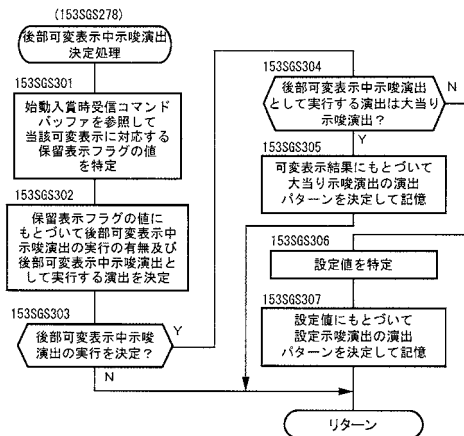 (153SGS278)
後部可変表示中示唆演出
決定処理
153SGS301
始動入賞時受信コマンド
バッファを参照して
当該可変表示に対応する
保留表示フラグの値
を特定
153SGS302
保留表示フラグの値に
もとづいて後部可変表示中
示唆演出の実行の有無及び
後部可変表示中示唆演出と
して実行する演出を決定
153SGS303
後部可変表示中示唆
演出の実行を決定?
Y
N
153SGS304
後部可変表示中示唆演出
として実行する演出は大当り
示唆演出?
N
Y
153SGS305
可変表示結果にもとづいて
大当り示唆演出の演出
パターンを決定して記憶
153SGS306
設定値を特定
153SGS307
設定値にもとづいて
設定示唆演出の演出
パターンを決定して記憶
リターン